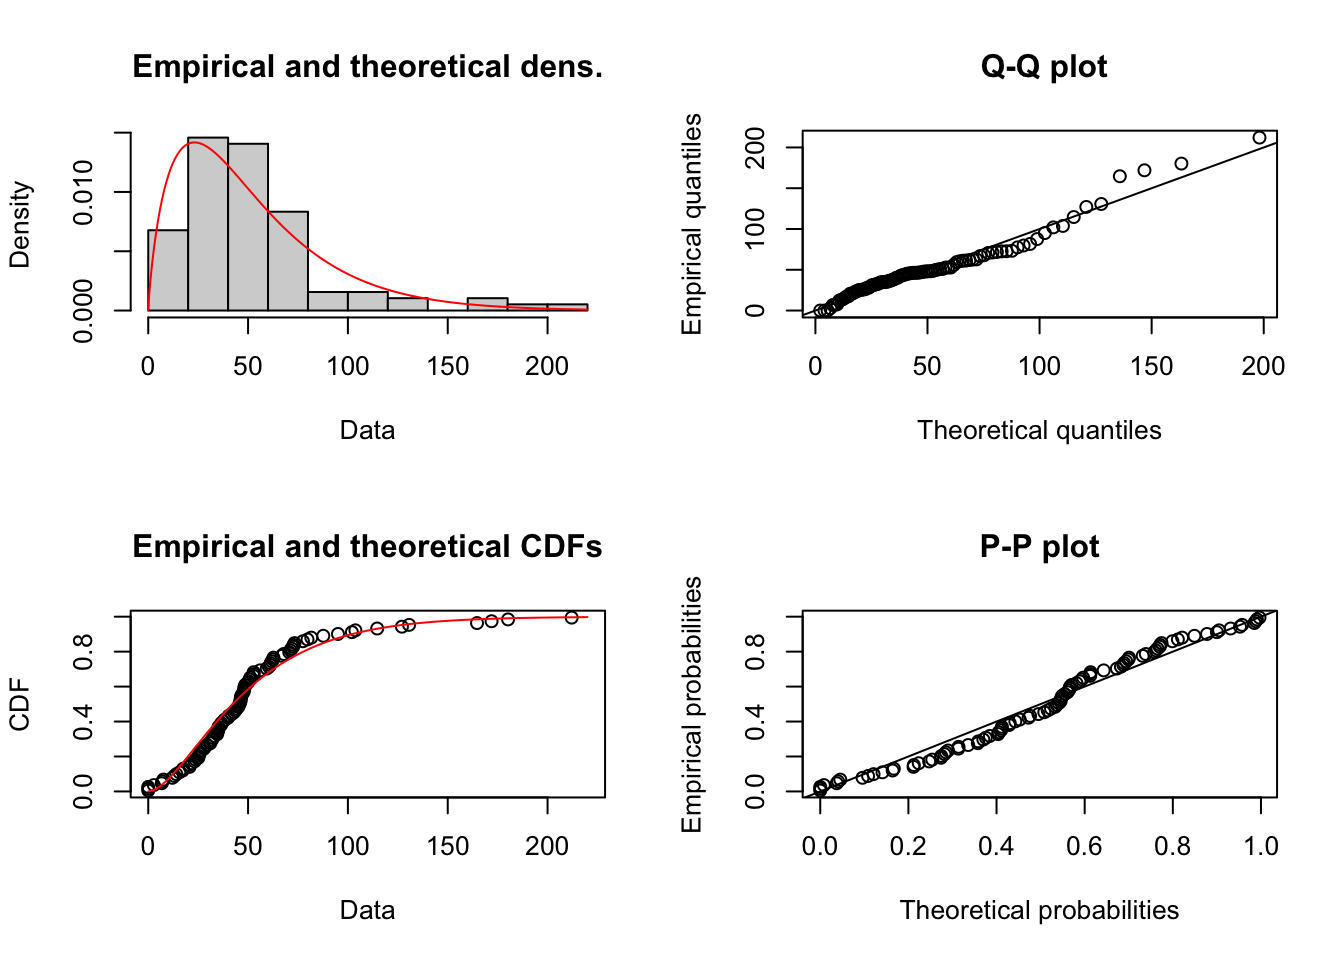 Empirical and theoretical dens.
Density
0.000
0.010
0
50
100
150
200
Data
Q-Q plot
Empirical quantiles
0
100
200
0
50
100
150
200
Theoretical quantiles
Empirical and theoretical CDFs
CDF
0.0
0.4
0.8
0
50
100
150
200
Data
P-P plot
Empirical probabilities
0.0
0.4
0.8
0.0
0.2
0.4
0.6
0.8
1.0
Theoretical probabilities